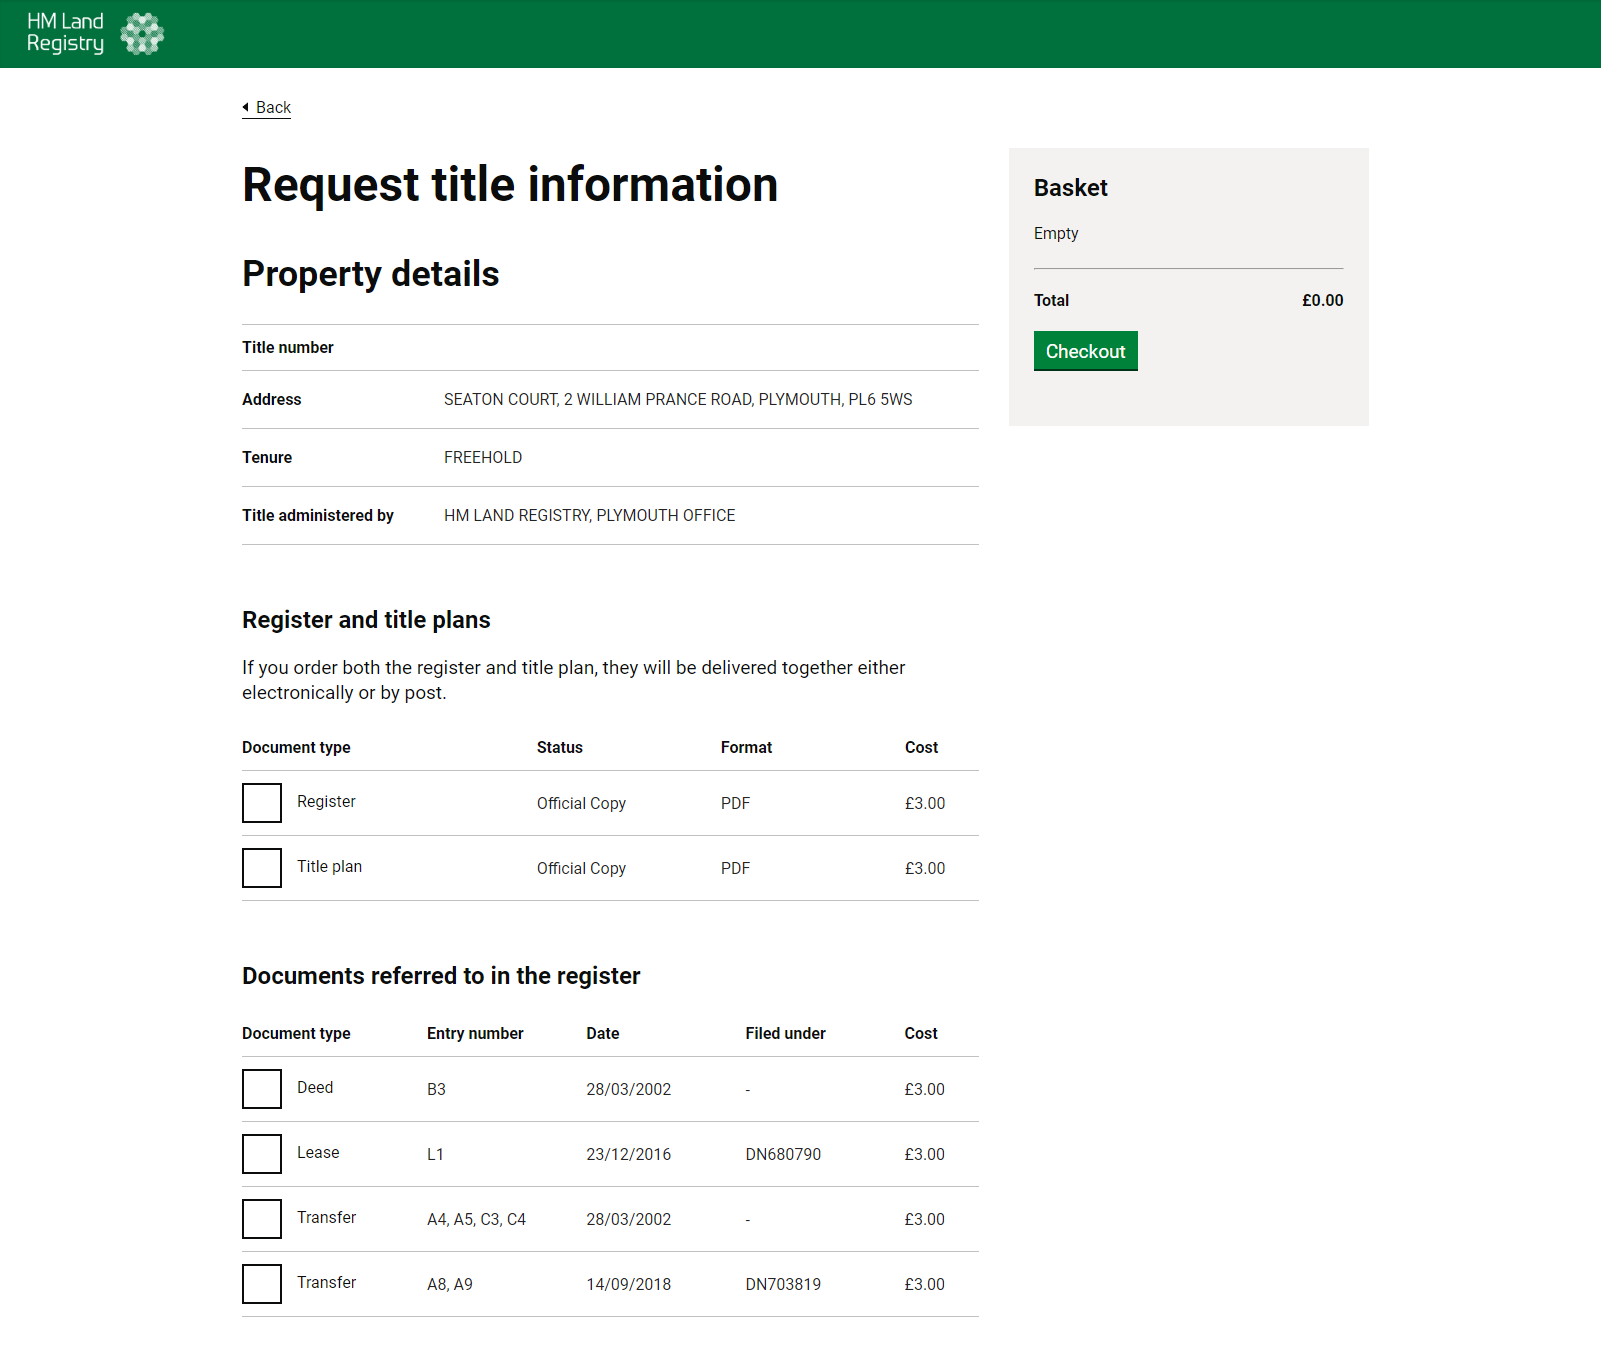 HM Land
Registry
Back
Request title information
Property details
Title number
Address SEATON COURT, 2 WILLIAM PRANCE ROAD, PLYMOUTH, PL6 5WS
Tenure FREEHOLD
Title administered by HM LAND REGISTRY, PLYMOUTH OFFICE
Register and title plans
If you order both the register and title plan, they will be delivered together either
electronically or by post.
Document type Status Format Cost
Register Official Copy PDF £3.00
Title plan Official Copy PDF £3.00
Documents referred to in the register
Document type Entry number Date Filed under Cost
Deed B3 28/03/2002 - £3.00
Lease L1 23/12/2016 DN680790 £3.00
Transfer A4, A5, C3, C4 28/03/2002 - £3.00
Transfer A8, A9 14/09/2018 DN703819 £3.00
Basket
Empty
Total £0.00
Checkout